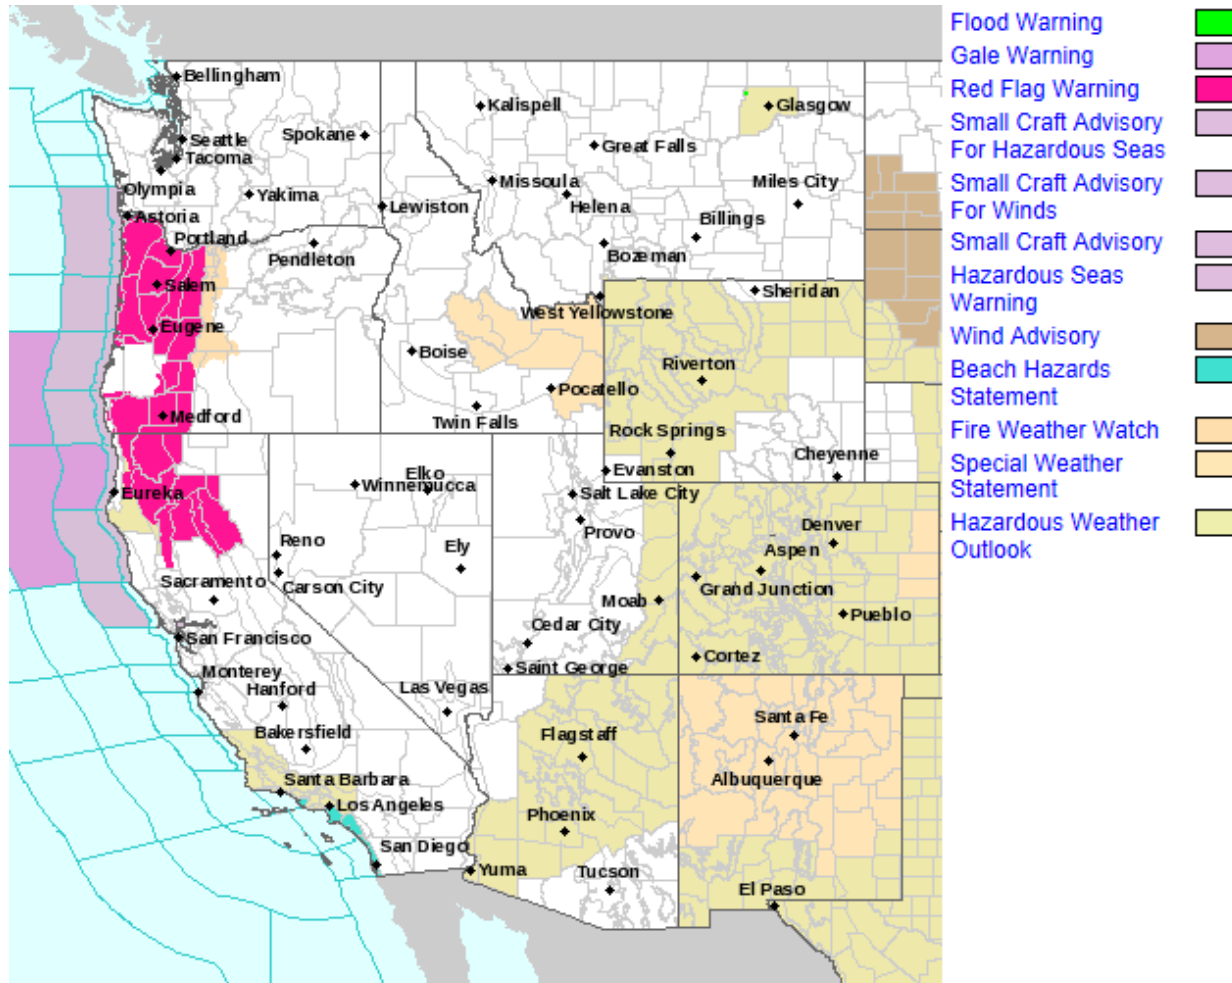 Bellingham
Seattle
Tacoma
Olympia
Spokane
Yakima
Astoria
Portland
Pendleton
Lewiston
Salem
Eugene
Medford
Kalispell
Great Falls
Missoula
Helena
Glasgow
Miles City
Billings
Bozeman
West Yellowstone
Sheridan
Boise
Pocatello
Twin Falls
Riverton
Rock Springs
Cheyenne
Evanston
Eureka
Elko
Winnemucca
Salt Lake City
Provo
Reno
Carson City
Ely
Sacramento
San Francisco
Monterey
Hanford
Bakersfield
Las Vegas
Cedar City
Saint George
Moab
Denver
Aspen
Grand Junction
Pueblo
Cortez
Santa Barbara
Los Angeles
San Diego
Flagstaff
Phoenix
Yuma
Tucson
Santa Fe
Albuquerque
El Paso
Flood Warning
Gale Warning
Red Flag Warning
Small Craft Advisory
For Hazardous Seas
Small Craft Advisory
For Winds
Small Craft Advisory
Hazardous Seas
Warning
Wind Advisory
Beach Hazards
Statement
Fire Weather Watch
Special Weather
Statement
Hazardous Weather
Outlook